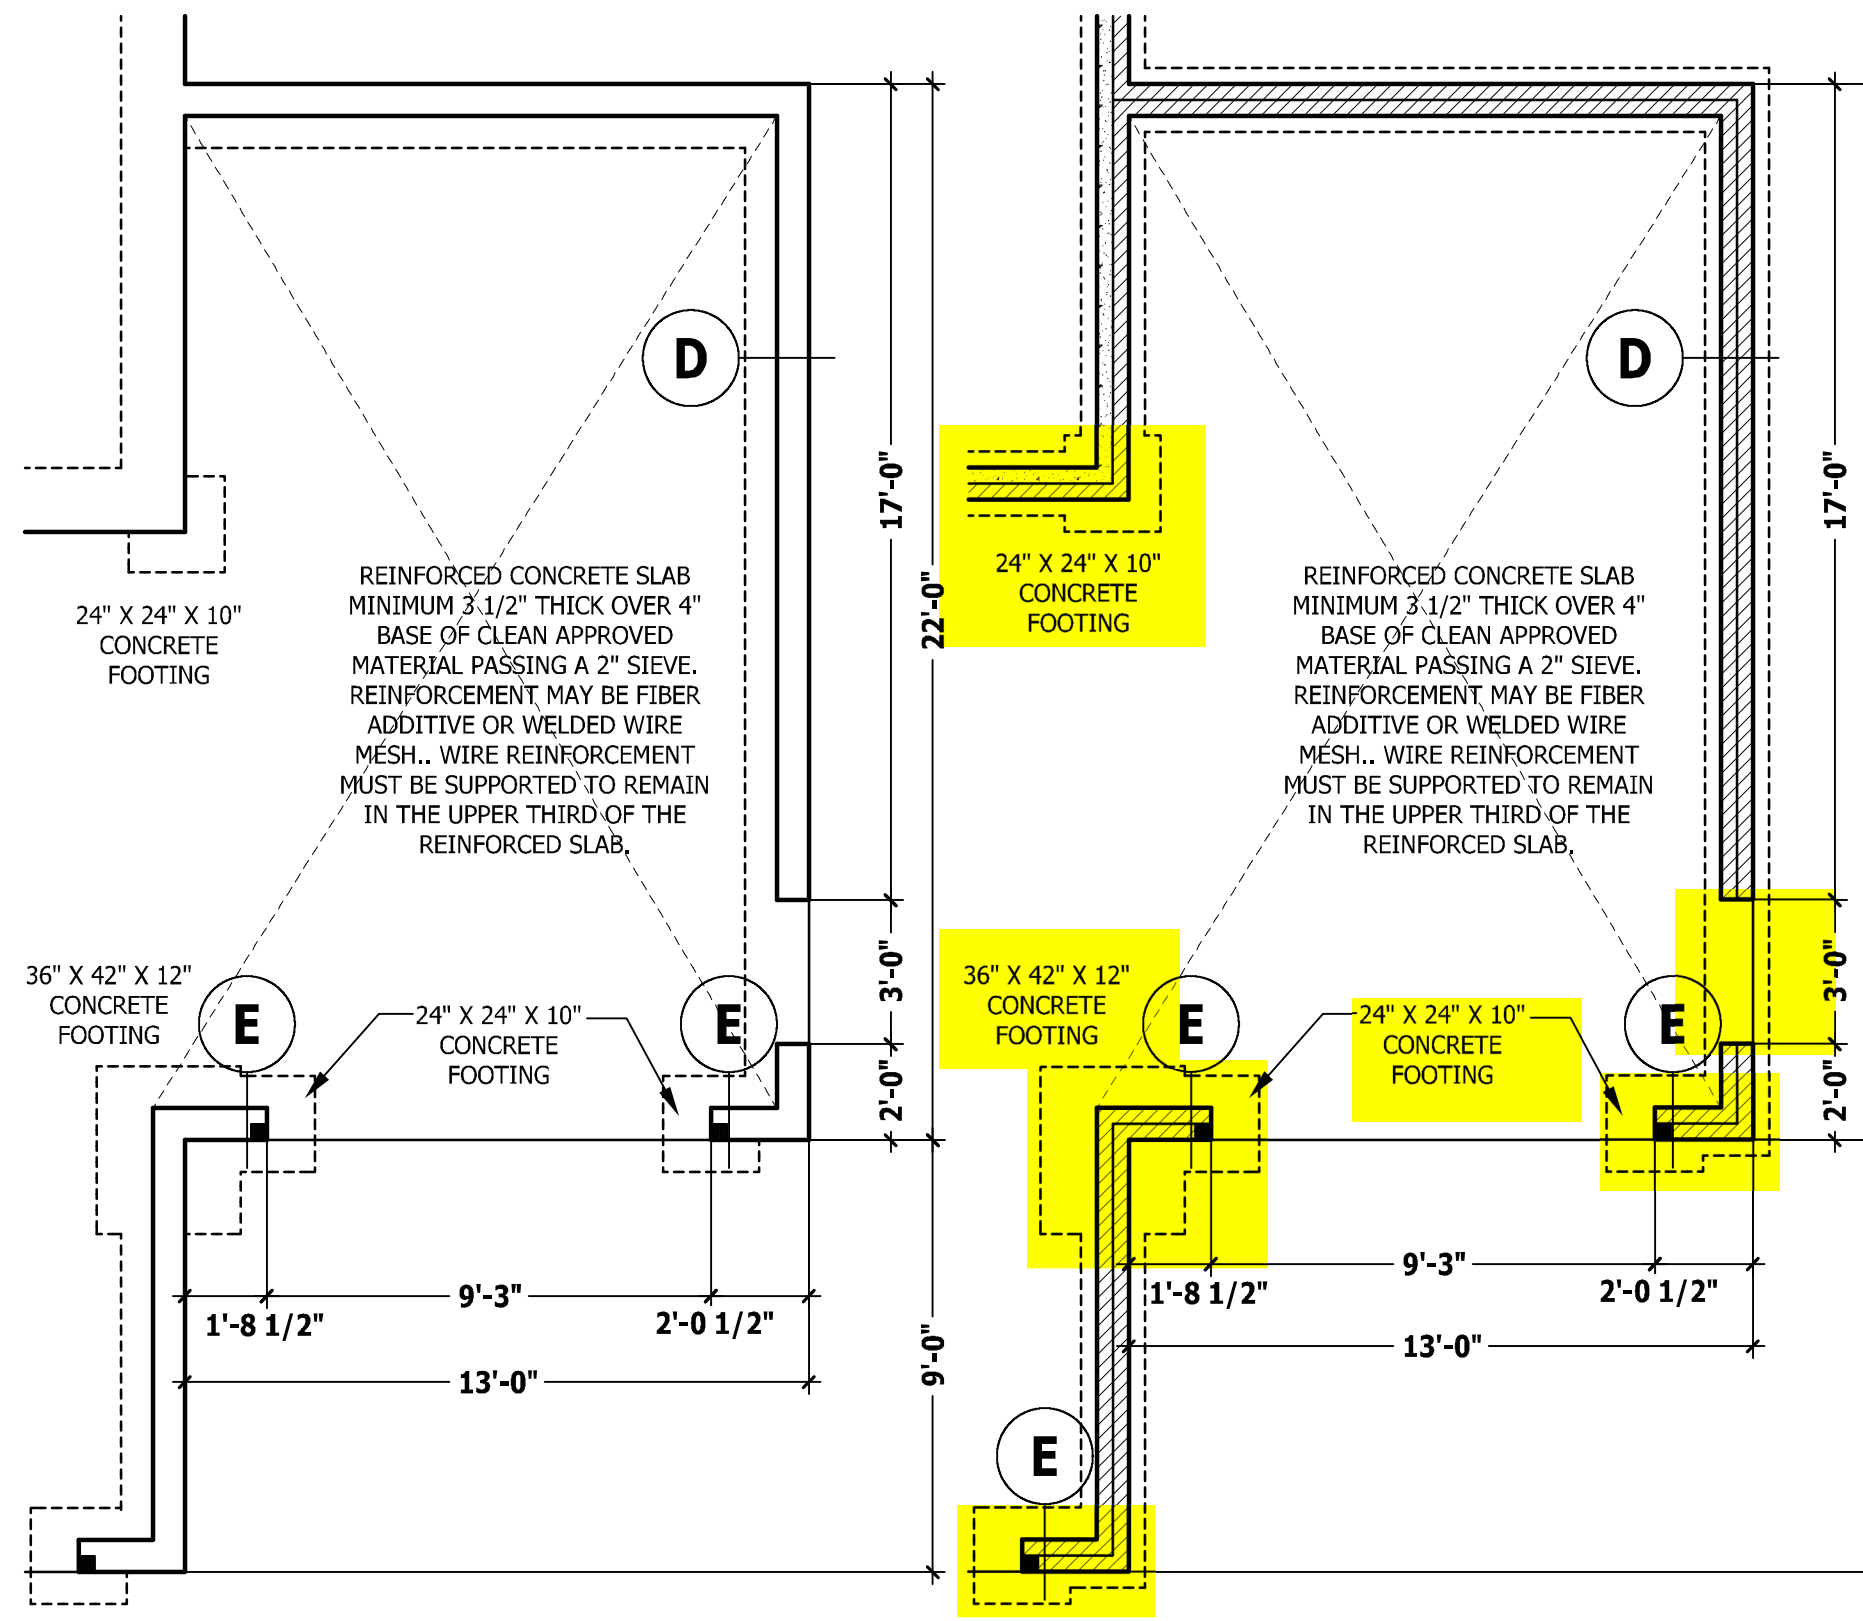 D
17'-0"
22'-0"
24" X 24" X 10"
CONCRETE
FOOTING
REINFORCED CONCRETE SLAB
MINIMUM 3 1/2" THICK OVER 4"
BASE OF CLEAN APPROVED
MATERIAL PASSING A 2" SIEVE.
REINFORCEMENT MAY BE FIBER
ADDITIVE OR WELDED WIRE
MESH.. WIRE REINFORCEMENT
MUST BE SUPPORTED TO REMAIN
IN THE UPPER THIRD OF THE
REINFORCED SLAB.
36" X 42" X 12"
CONCRETE
FOOTING
E
24" X 24" X 10"
CONCRETE
FOOTING
E
3'-0"
2'-0"
9'-3"
1'-8 1/2"
2'-0 1/2"
13'-0"
9'-0"
D
17'-0"
24" X 24" X 10"
CONCRETE
FOOTING
REINFORCED CONCRETE SLAB
MINIMUM 3 1/2" THICK OVER 4"
BASE OF CLEAN APPROVED
MATERIAL PASSING A 2" SIEVE.
REINFORCEMENT MAY BE FIBER
ADDITIVE OR WELDED WIRE
MESH.. WIRE REINFORCEMENT
MUST BE SUPPORTED TO REMAIN
IN THE UPPER THIRD OF THE
REINFORCED SLAB.
36" X 42" X 12"
CONCRETE
FOOTING
E
24" X 24" X 10"
CONCRETE
FOOTING
E
3'-0"
2'-0"
9'-3"
1'-8 1/2"
2'-0 1/2"
13'-0"
E